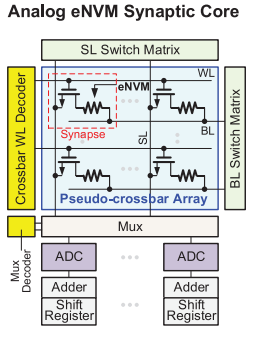 Analog eNVM Synaptic Core
SL Switch Matrix
Crossbar WL Decoder
WL
eNVM
Synapse
SL
BL
BL Switch Matrix
Pseudo-crossbar Array
Mux
Mux
Decoder
ADC
ADC
Adder
Adder
Shift
Register
Shift
Register